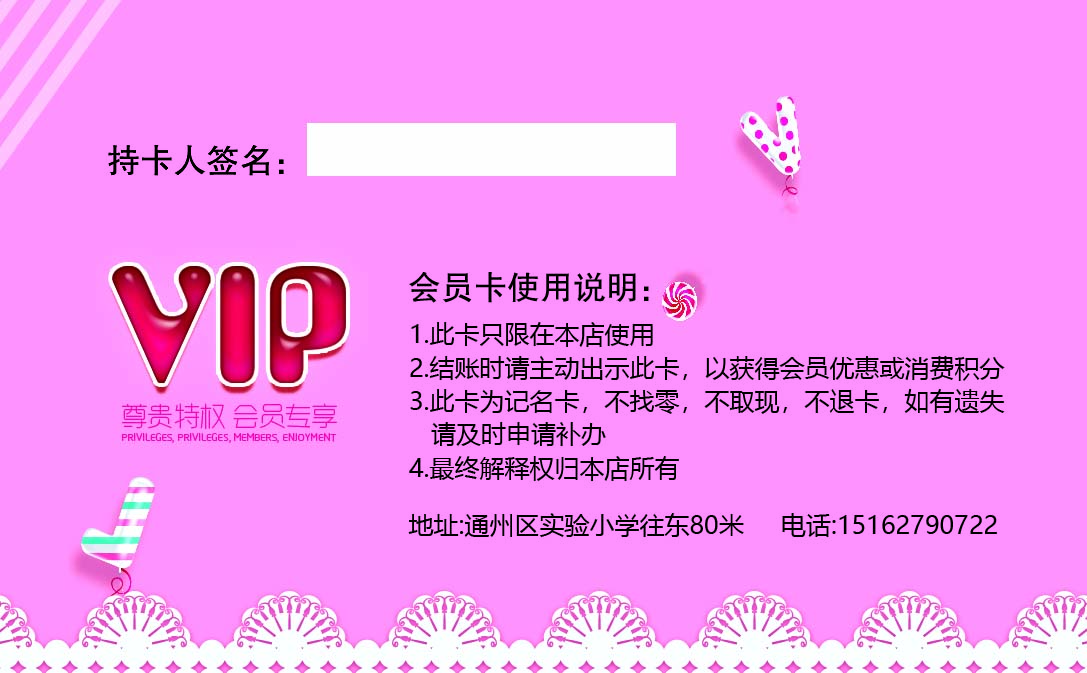 持卡人签名：
VIP
尊贵特权 会员专享
PRIVILEGES, PRIVILEGES, MEMBERS, ENJOYMENT
会员卡使用说明：
1.此卡只限在本店使用
2.结账时请主动出示此卡，以获得会员优惠或消费积分
3.此卡为记名卡，不找零，不取现，不退卡，如有遗失
请及时申请补办
4.最终解释权归本店所有
地址:通州区实验小学往东80米 电话:15162790722